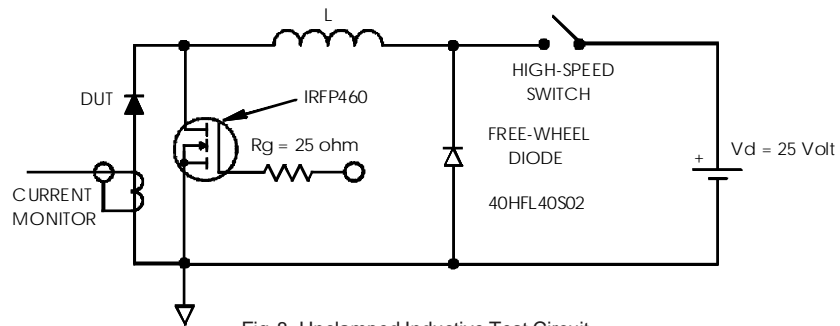 L
HIGH-SPEED
SWITCH
DUT
IRFP460
Rg = 25 ohm
FREE-WHEEL
DIODE
40HFL40S02
+
Vd = 25 Volt
CURRENT
MONITOR
Fig. 8- Unclamped Inductive Test Circuit